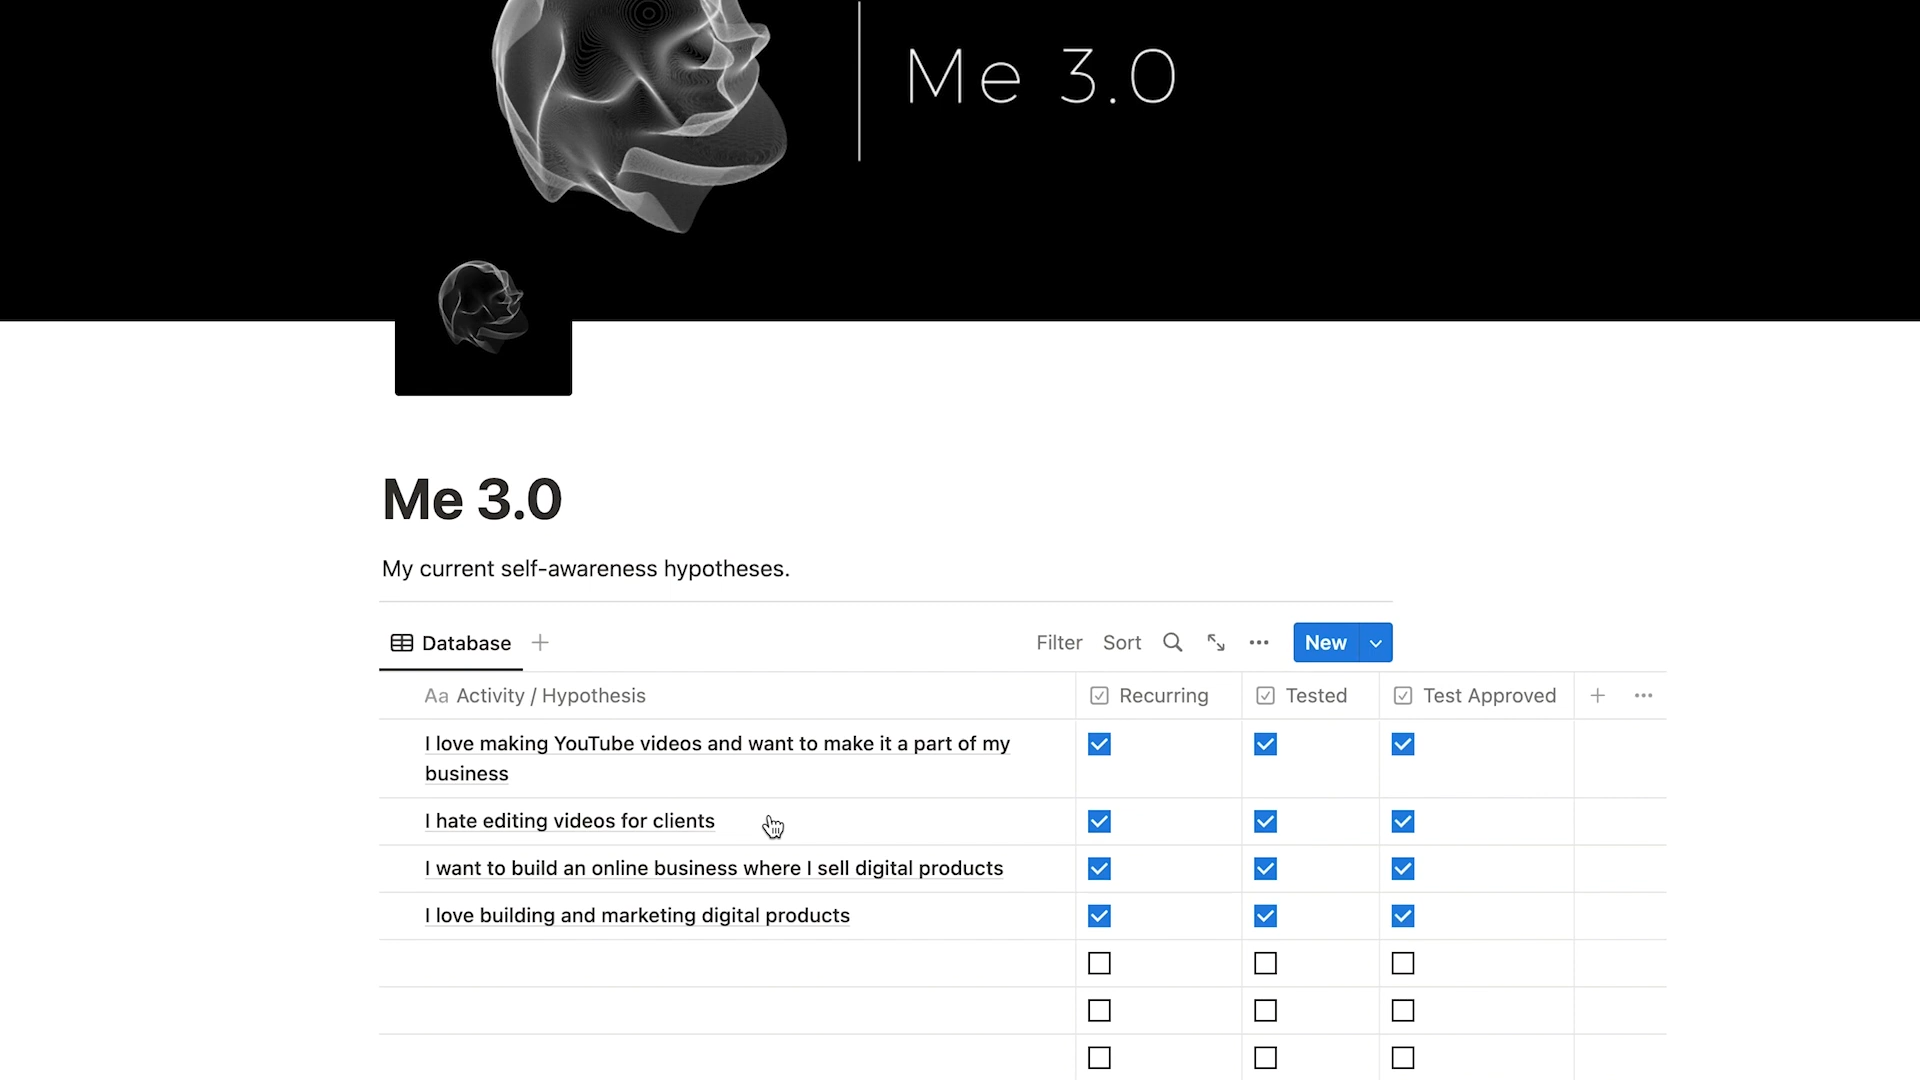 Me 3.0
Me 3.0
My current self-awareness hypotheses.
Database
Filter Sort New
Aa Activity / Hypothesis Recurring Tested Test Approved
I love making YouTube videos and want to make it a part of my
business
I hate editing videos for clients
I want to build an online business where I sell digital products
I love building and marketing digital products